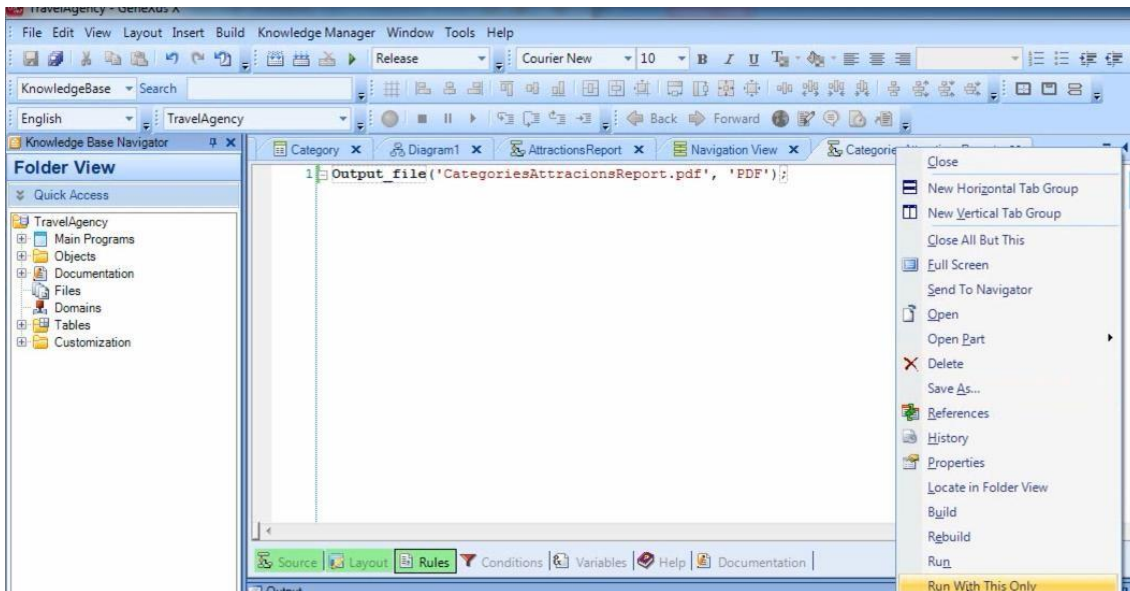 TravelAgency - GeneXus X
File Edit View Layout Insert Build Knowledge Manager Window Tools Help
Release Courier New 10 B I U
KnowledgeBase Search
English TravelAgency Back Forward
Knowledge Base Navigator
Category Diagram1 AttractionsReport Navigation View Categorie
Folder View
Quick Access
1 Output_file('CategoriesAttracionsReport.pdf', 'PDF');
TravelAgency
Main Programs
Objects
Documentation
Files
Domains
Tables
Customization
Close
New Horizontal Tab Group
New Vertical Tab Group
Close All But This
Full Screen
Send To Navigator
Open
Open Part
Delete
Save As...
References
History
Properties
Locate in Folder View
Build
Rebuild
Run
Run With This Only
Source Layout Rules Conditions Variables Help Documentation
Output